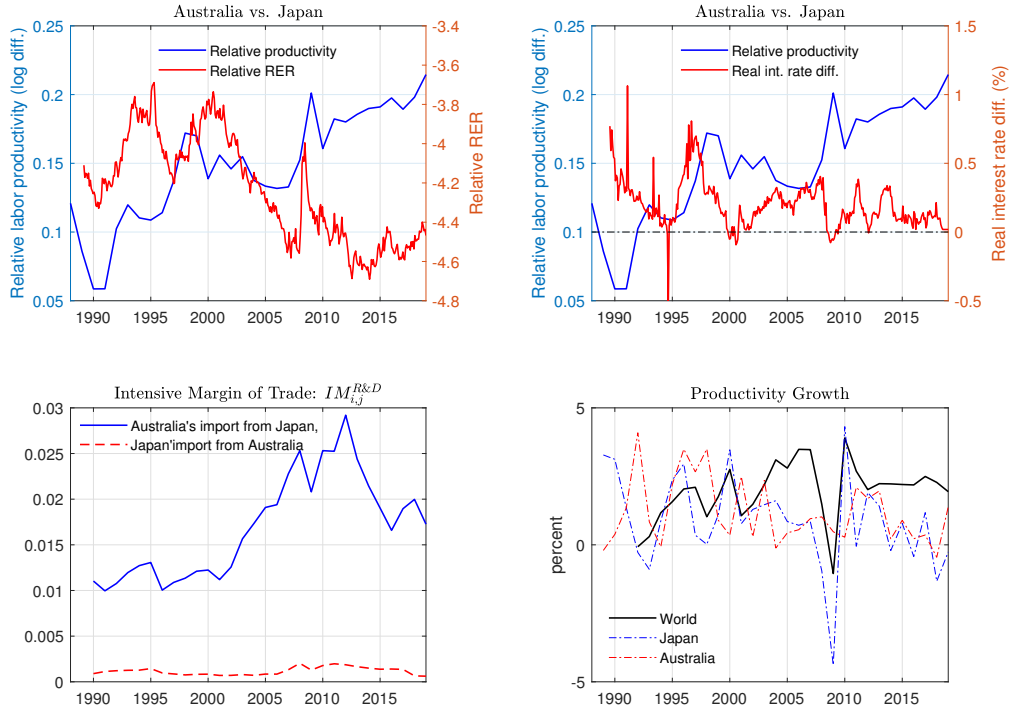 Australia vs. Japan
Relative labor productivity (log diff.)
0.25
0.2
0.15
0.1
0.05
Relative productivity
Relative RER
-3.4
-3.6
-3.8
-4
-4.2
-4.4
-4.6
-4.8
Relative RER
1990 1995 2000 2005 2010 2015
Australia vs. Japan
Relative labor productivity (log diff.)
0.25
0.2
0.15
0.1
0.05
Relative productivity
Real int. rate diff.
1.5
1
0.5
0
-0.5
Real interest rate diff. (%)
1990 1995 2000 2005 2010 2015
Intensive Margin of Trade: IM_{i,j}^{R&D}
0.03
0.025
0.02
0.015
0.01
0.005
0
Australia's import from Japan,
Japan'import from Australia
1990 1995 2000 2005 2010 2015
Productivity Growth
percent
5
0
-5
World
Japan
Australia
1990 1995 2000 2005 2010 2015